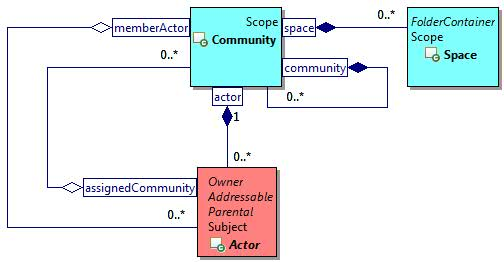 memberActor
Scope
Community
space
0..*
FolderContainer
Scope
Space
0..*
community
0..*
actor
1
0..*
assignedCommunity
0..*
Owner
Addressable
Parental
Subject
Actor